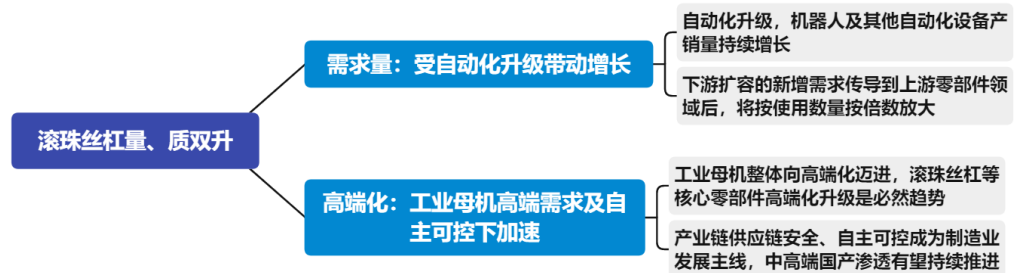 滚珠丝杠量、质双升
需求量：受自动化升级带动增长
自动化升级，机器人及其他自动化设备产
销量持续增长
下游扩容的新增需求传导到上游零部件领
域后，将按使用数量按倍数放大
高端化：工业母机高端需求及自
主可控下加速
工业母机整体向高端化迈进，滚珠丝杠等
核心零部件高端化升级是必然趋势
产业链供应链安全、自主可控成为制造业
发展主线，中高端国产渗透有望持续推进